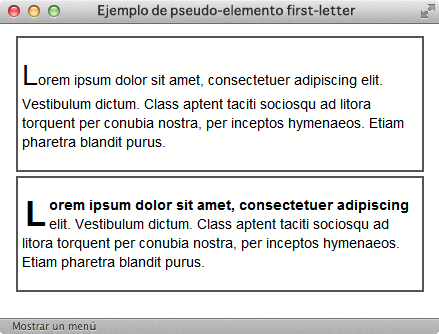 Ejemplo de pseudo-elemento first-letter
Lorem ipsum dolor sit amet, consectetuer adipiscing elit.
Vestibulum dictum. Class aptent taciti sociosqu ad litora
torquent per conubia nostra, per inceptos hymenaeos. Etiam
pharetra blandit purus.
Lorem ipsum dolor sit amet, consectetuer adipiscing
elit. Vestibulum dictum. Class aptent taciti sociosqu ad
litora torquent per conubia nostra, per inceptos hymenaeos.
Etiam pharetra blandit purus.
Mostrar un menú